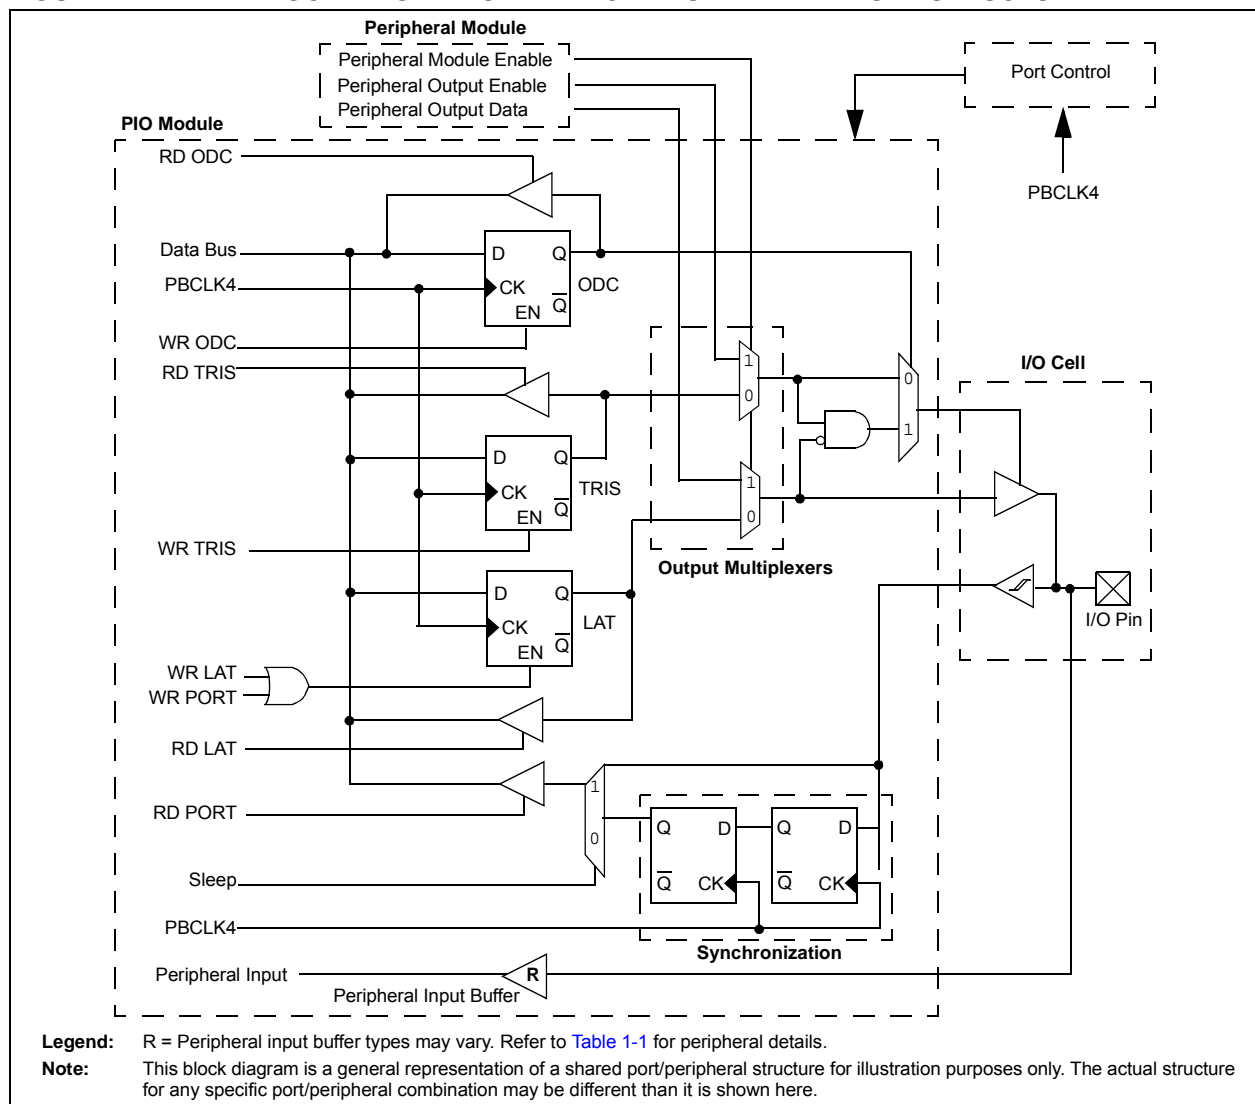 Peripheral Module
Peripheral Module Enable
Peripheral Output Enable
Peripheral Output Data
Port Control
PBCLK4
PIO Module
RD ODC
Data Bus
D
Q
PBCLK4
CK
ODC
EN
Q
WR ODC
RD TRIS
1
0
0
1
I/O Cell
D
Q
CK
TRIS
EN
Q
1
0
WR TRIS
Output Multiplexers
D
Q
CK
LAT
EN
Q
I/O Pin
WR LAT
WR PORT
RD LAT
RD PORT
1
0
Q
D
Q
D
Q
CK
Q
CK
Sleep
PBCLK4
Synchronization
Peripheral Input
R
Peripheral Input Buffer
Legend: R = Peripheral input buffer types may vary. Refer to Table 1-1 for peripheral details.
Note: This block diagram is a general representation of a shared port/peripheral structure for illustration purposes only. The actual structure
for any specific port/peripheral combination may be different than it is shown here.